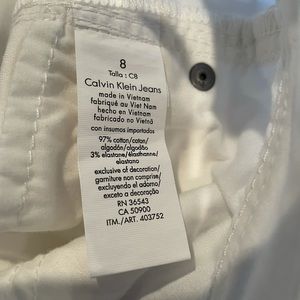 8
Talla : C8
Calvin Klein Jeans
made in Vietnam
fabriqué au Viet Nam
hecho en Vietnam
fabricado no Vietnã
con insumos importados
97% cotton/coton/
algodón/algodão
3% elastane/élasthanne/
elastano
exclusive of decoration/
garniture non comprise/
excluyendo el adorno/
exceto a decoração
RN 36543
CA 50900
ITM./ART. 403752